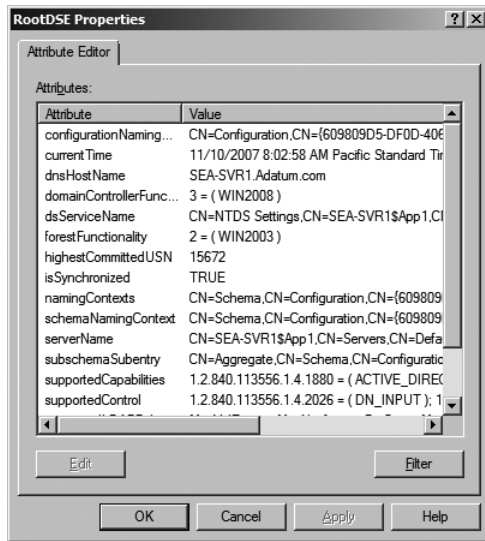 RootDSE Properties
Attribute Editor
Attributes:
Attribute Value
configurationNaming... CN=Configuration,CN={609809D5-DF0D-406
currentTime 11/10/2007 8:02:58 AM Pacific Standard Tir
dnsHostName SEA-SVR1.Adatum.com
domainControllerFunc... 3 = ( WIN2008 )
dsServiceName CN=NTDS Settings,CN=SEA-SVR1$App1,CI
forestFunctionality 2 = ( WIN2003 )
highestCommittedUSN 15672
isSynchronized TRUE
namingContexts CN=Schema,CN=Configuration,CN={609809
schemaNamingContext CN=Schema,CN=Configuration,CN={609809
serverName CN=SEA-SVR1$App1,CN=Servers,CN=Defa
subschemaSubentry CN=Aggregate,CN=Schema,CN=Configuratic
supportedCapabilities 1.2.840.113556.1.4.1880 = ( ACTIVE_DIREC
supportedControl 1.2.840.113556.1.4.2026 = ( DN_INPUT ); 1
Edit Filter
OK Cancel Apply Help